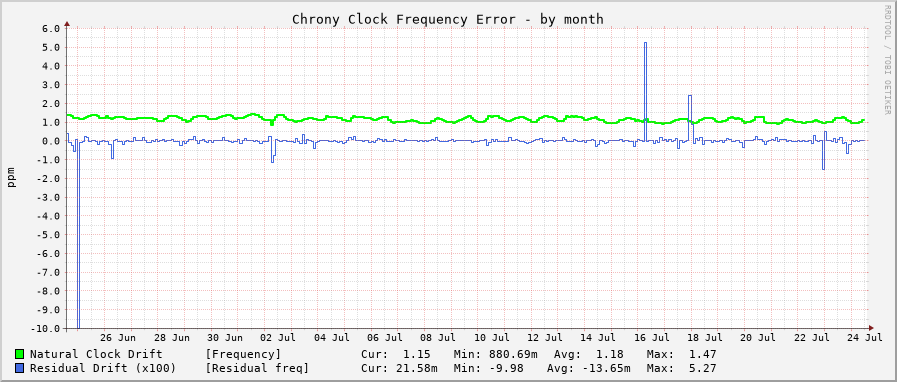 Chrony Clock Frequency Error - by month
RRDTOOL / TOBI OETIKER
ppm
6.0
5.0
4.0
3.0
2.0
1.0
0.0
-1.0
-2.0
-3.0
-4.0
-5.0
-6.0
-7.0
-8.0
-9.0
-10.0
26 Jun 28 Jun 30 Jun 02 Jul 04 Jul 06 Jul 08 Jul 10 Jul 12 Jul 14 Jul 16 Jul 18 Jul 20 Jul 22 Jul 24 Jul
Natural Clock Drift [Frequency] Cur: 1.15 Min: 880.69m Avg: 1.18 Max: 1.47
Residual Drift (x100) [Residual freq] Cur: 21.58m Min: -9.98 Avg: -13.65m Max: 5.27